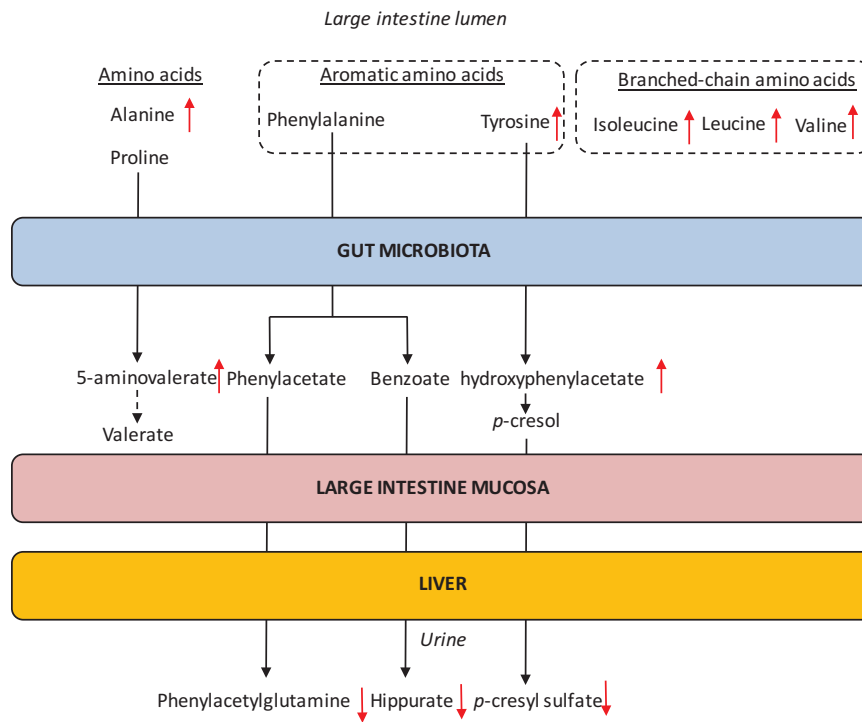 Large intestine lumen
Amino acids
Aromatic amino acids
Branched-chain amino acids
Alanine
Phenylalanine
Tyrosine
Isoleucine
Leucine
Valine
Proline
GUT MICROBIOTA
5-aminovalerate
Phenylacetate
Benzoate
hydroxyphenylacetate
Valerate
p-cresol
LARGE INTESTINE MUCOSA
LIVER
Urine
Phenylacetylglutamine
Hippurate
p-cresyl sulfate